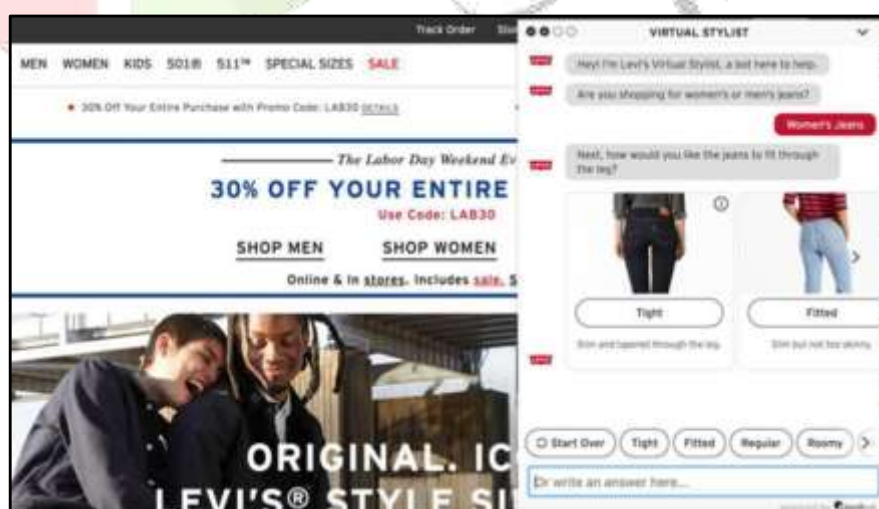 Track Order
VIRTUAL STYLIST
MEN WOMEN KIDS 501® 511™ SPECIAL SIZES SALE
30% Off Your Entire Purchase with Promo Code: LAB30 DETAILS
The Labor Day Weekend Ev
30% OFF YOUR ENTIRE
Use Code: LAB30
SHOP MEN SHOP WOMEN
Online & In stores. Includes sale, S
ORIGINAL. IC
LEVI'S® STYLE SI
Hey! I'm Levi's Virtual Stylist, a bot here to help.
Are you shopping for women's or men's jeans?
Women's Jeans
Next, how would you like the jeans to fit through
the leg?
Tight
Fitted
Slim and tapered through the leg.
Slim but not too skinny.
Start Over Tight Fitted Regular Roomy
Or write an answer here...